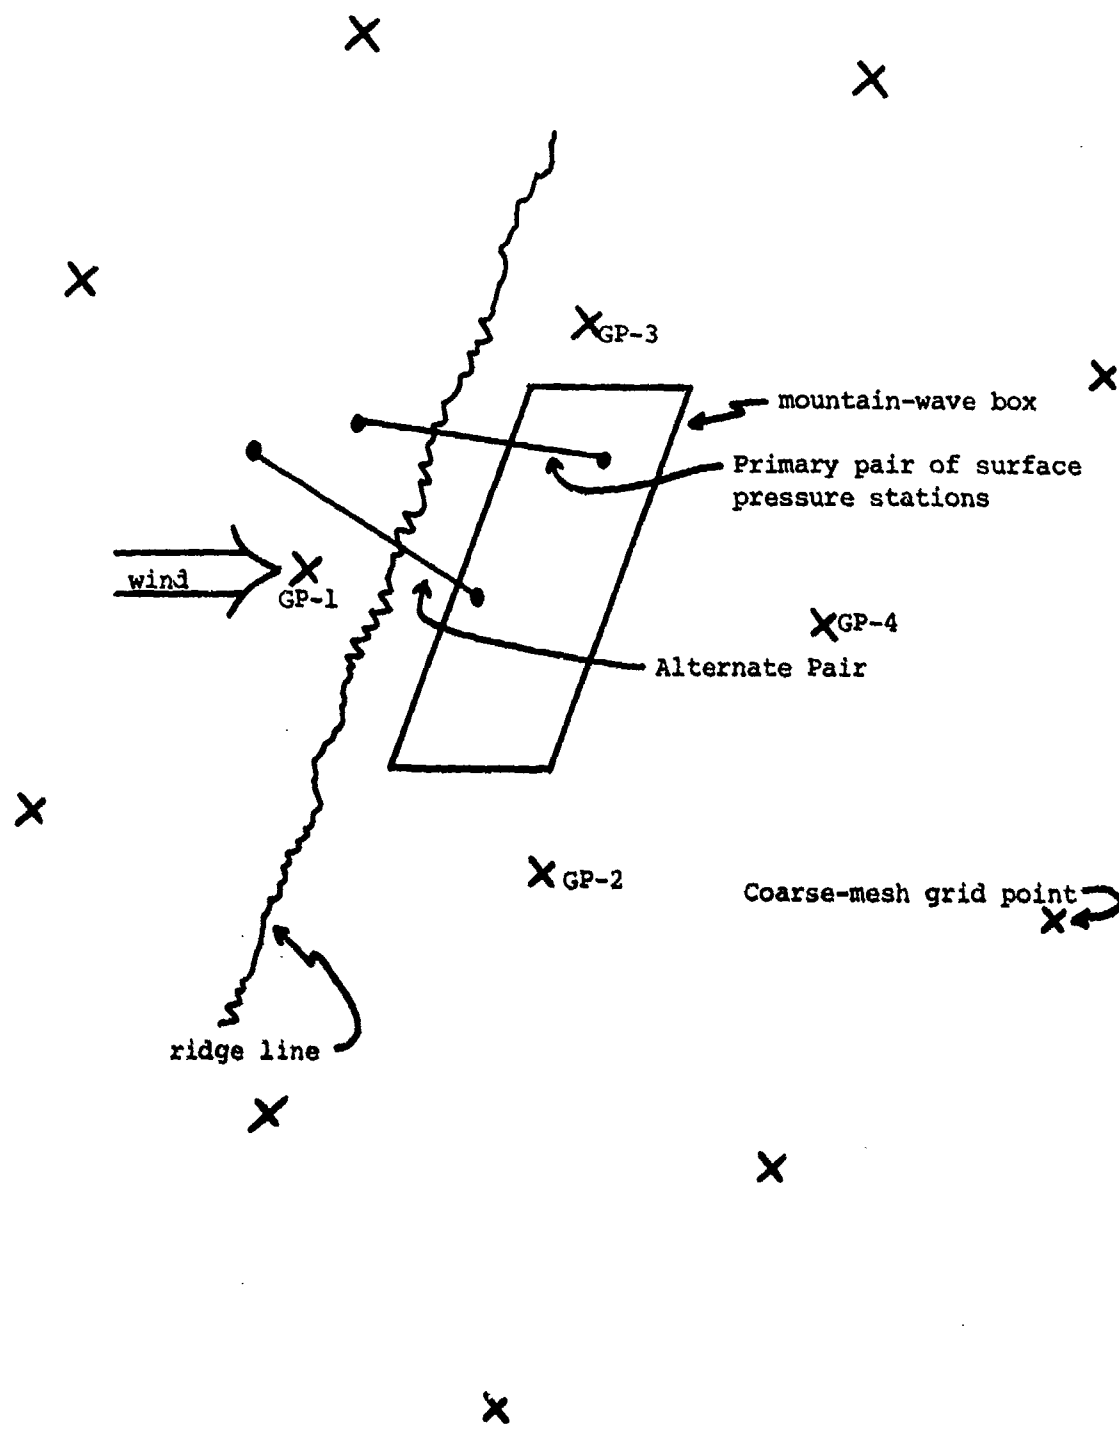 GP-3
mountain-wave box
Primary pair of surface
pressure stations
wind
GP-1
GP-4
Alternate Pair
GP-2
Coarse-mesh grid point
ridge line